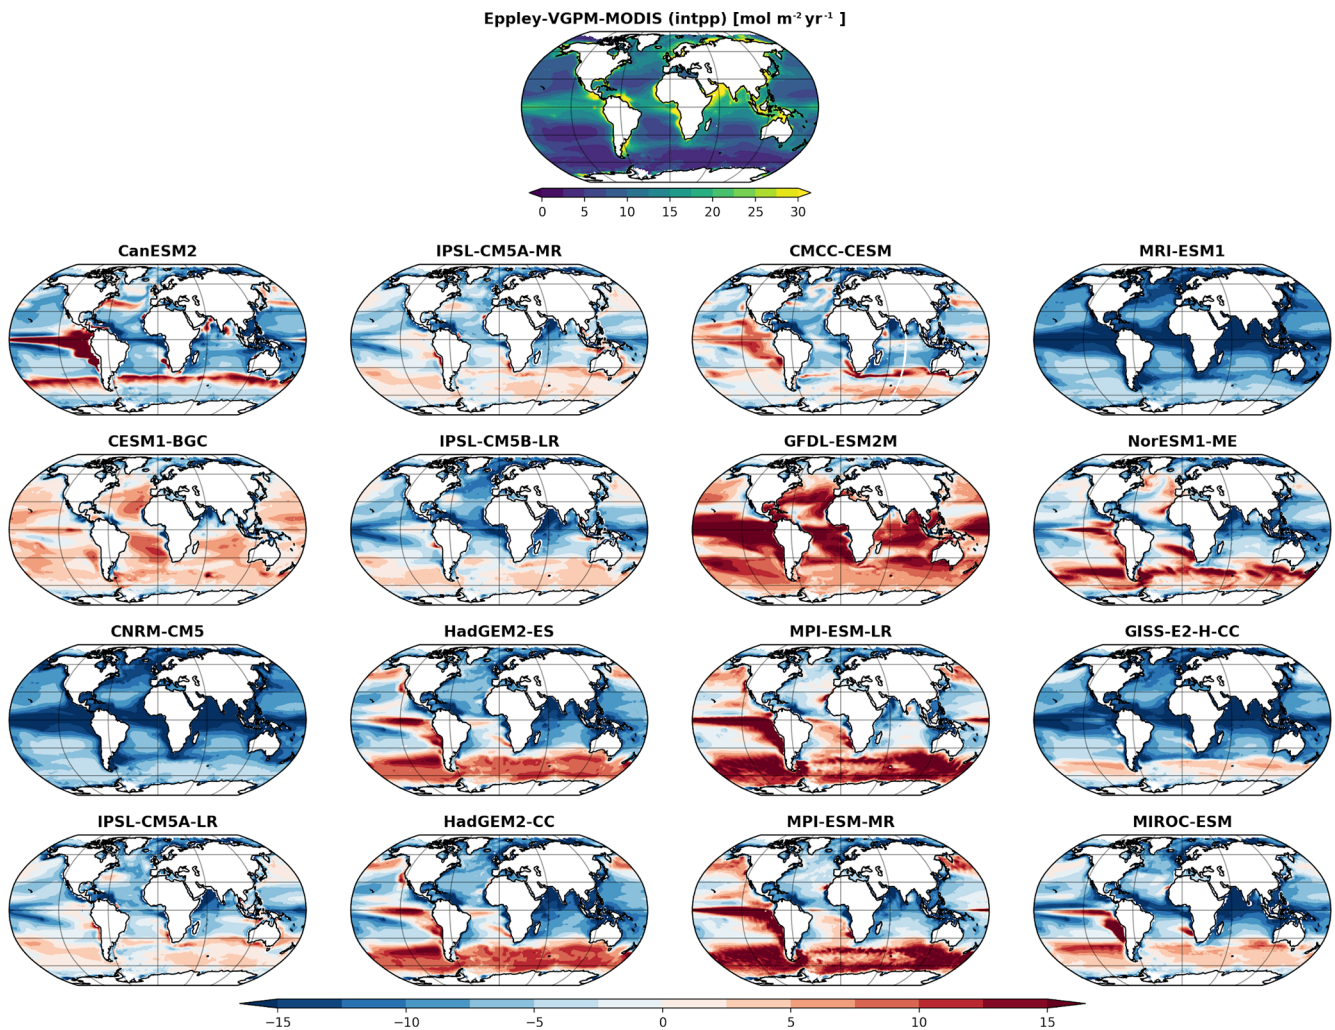 Eppley-VGPM-MODIS (intpp) [mol m⁻² yr⁻¹ ]
0 5 10 15 20 25 30
CanESM2 IPSL-CM5A-MR CMCC-CESM MRI-ESM1
CESM1-BGC IPSL-CM5B-LR GFDL-ESM2M NorESM1-ME
CNRM-CM5 HadGEM2-ES MPI-ESM-LR GISS-E2-H-CC
IPSL-CM5A-LR HadGEM2-CC MPI-ESM-MR MIROC-ESM
−15 −10 −5 0 5 10 15